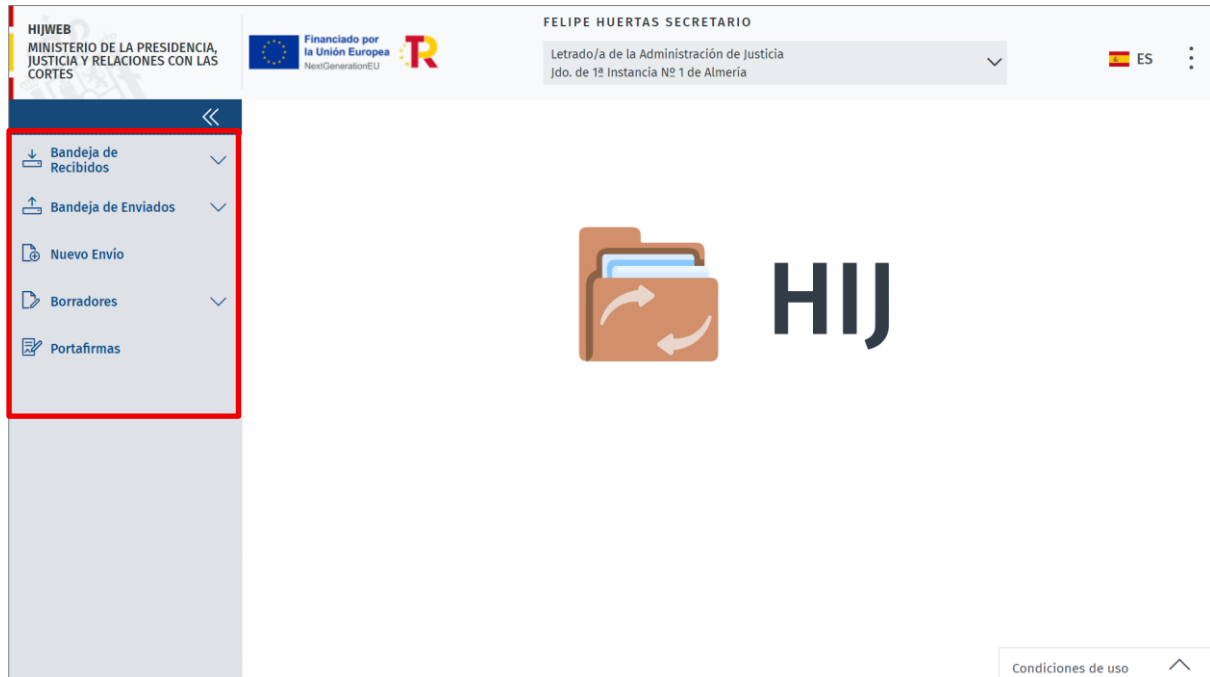 HIJWEB
MINISTERIO DE LA PRESIDENCIA,
JUSTICIA Y RELACIONES CON LAS
CORTES
Financiado por
la Unión Europea
NextGenerationEU
R
FELIPE HUERTAS SECRETARIO
Letrado/a de la Administración de Justicia
Jdo. de 1ª Instancia Nº 1 de Almería
ES
Bandeja de
Recibidos
Bandeja de Enviados
Nuevo Envío
Borradores
Portafirmas
HIJ
Condiciones de uso